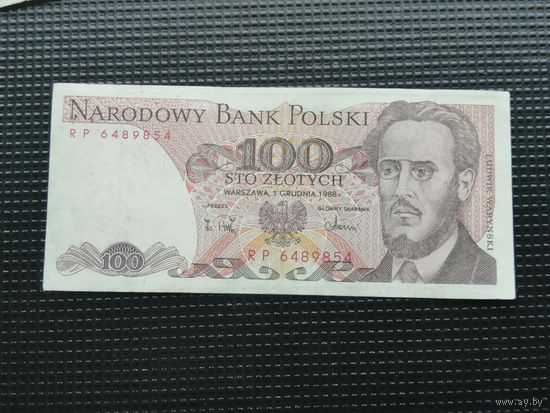 NARODOWY BANK POLSKI
RP 6489854
100
STO ZŁOTYCH
WARSZAWA, 1 GRUDNIA 1988 r.
PREZES
GŁÓWNY SKARBNIK
LUDWIK WARYŃSKI
RP 6489854
100
www.ay.by